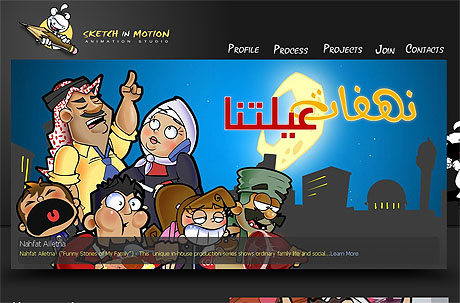 SKETCH IN MOTION
ANIMATION STUDIO
PROFILE PROCESS PROJECTS JOIN CONTACTS
نهفات
عيلتنا
Nahfat Ailetna
Nahfat Ailetna' ("Funny Stories of My Family") - This unique in-house production series shows ordinary family life and social...Learn More